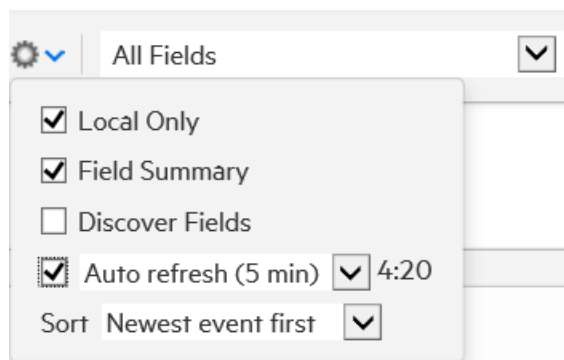 All Fields
Local Only
Field Summary
Discover Fields
Auto refresh (5 min) 4:20
Sort Newest event first